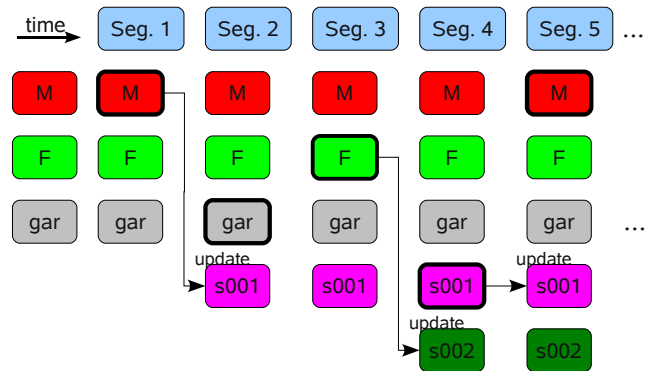 time Seg. 1 Seg. 2 Seg. 3 Seg. 4 Seg. 5 ...
M M M M M M
F F F F F F
gar gar gar gar gar gar ...
update update
s001 s001 s001 s001
update
s002 s002